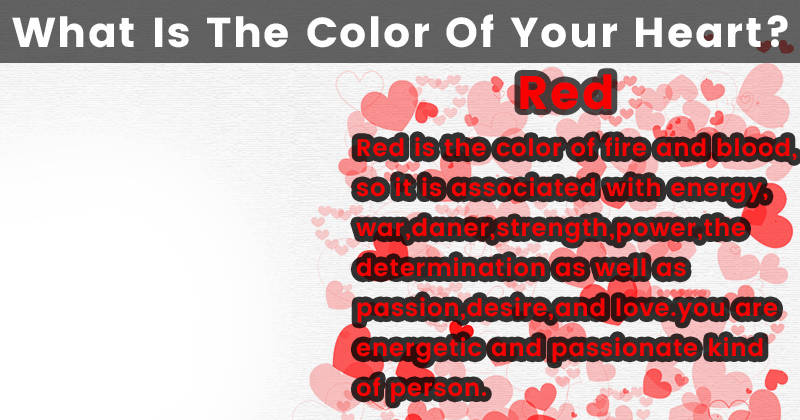 What Is The Color Of Your Heart?
Red
Red is the color of fire and blood,
so it is associated with energy,
war,daner,strength,power,the
determination as well as
passion,desire,and love.you are
energetic and passionate kind
of person.